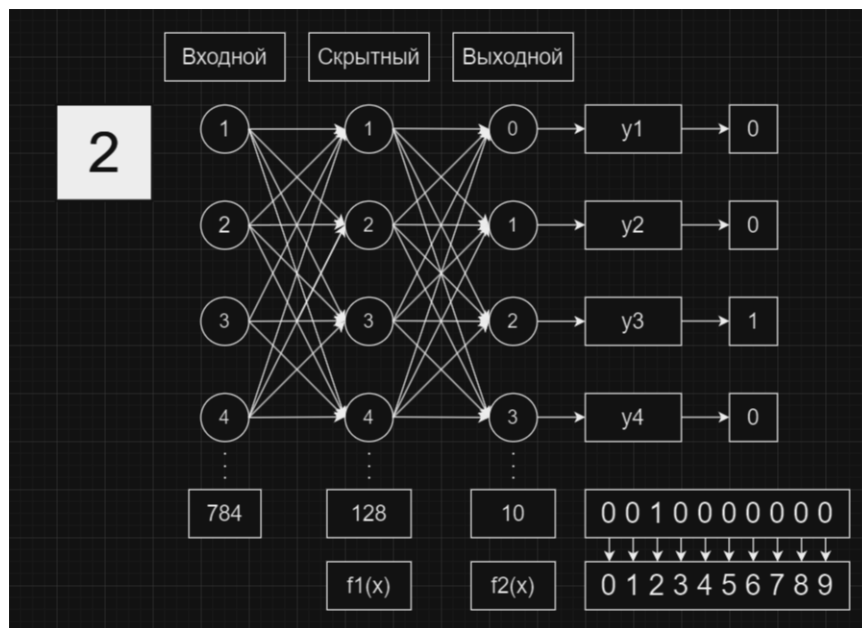 Входной Скрытный Выходной
2
1 1 0 y1 0
2 2 1 y2 0
3 3 2 y3 1
4 4 3 y4 0
784 128 10 0 0 1 0 0 0 0 0 0 0
f1(x) f2(x) 0 1 2 3 4 5 6 7 8 9